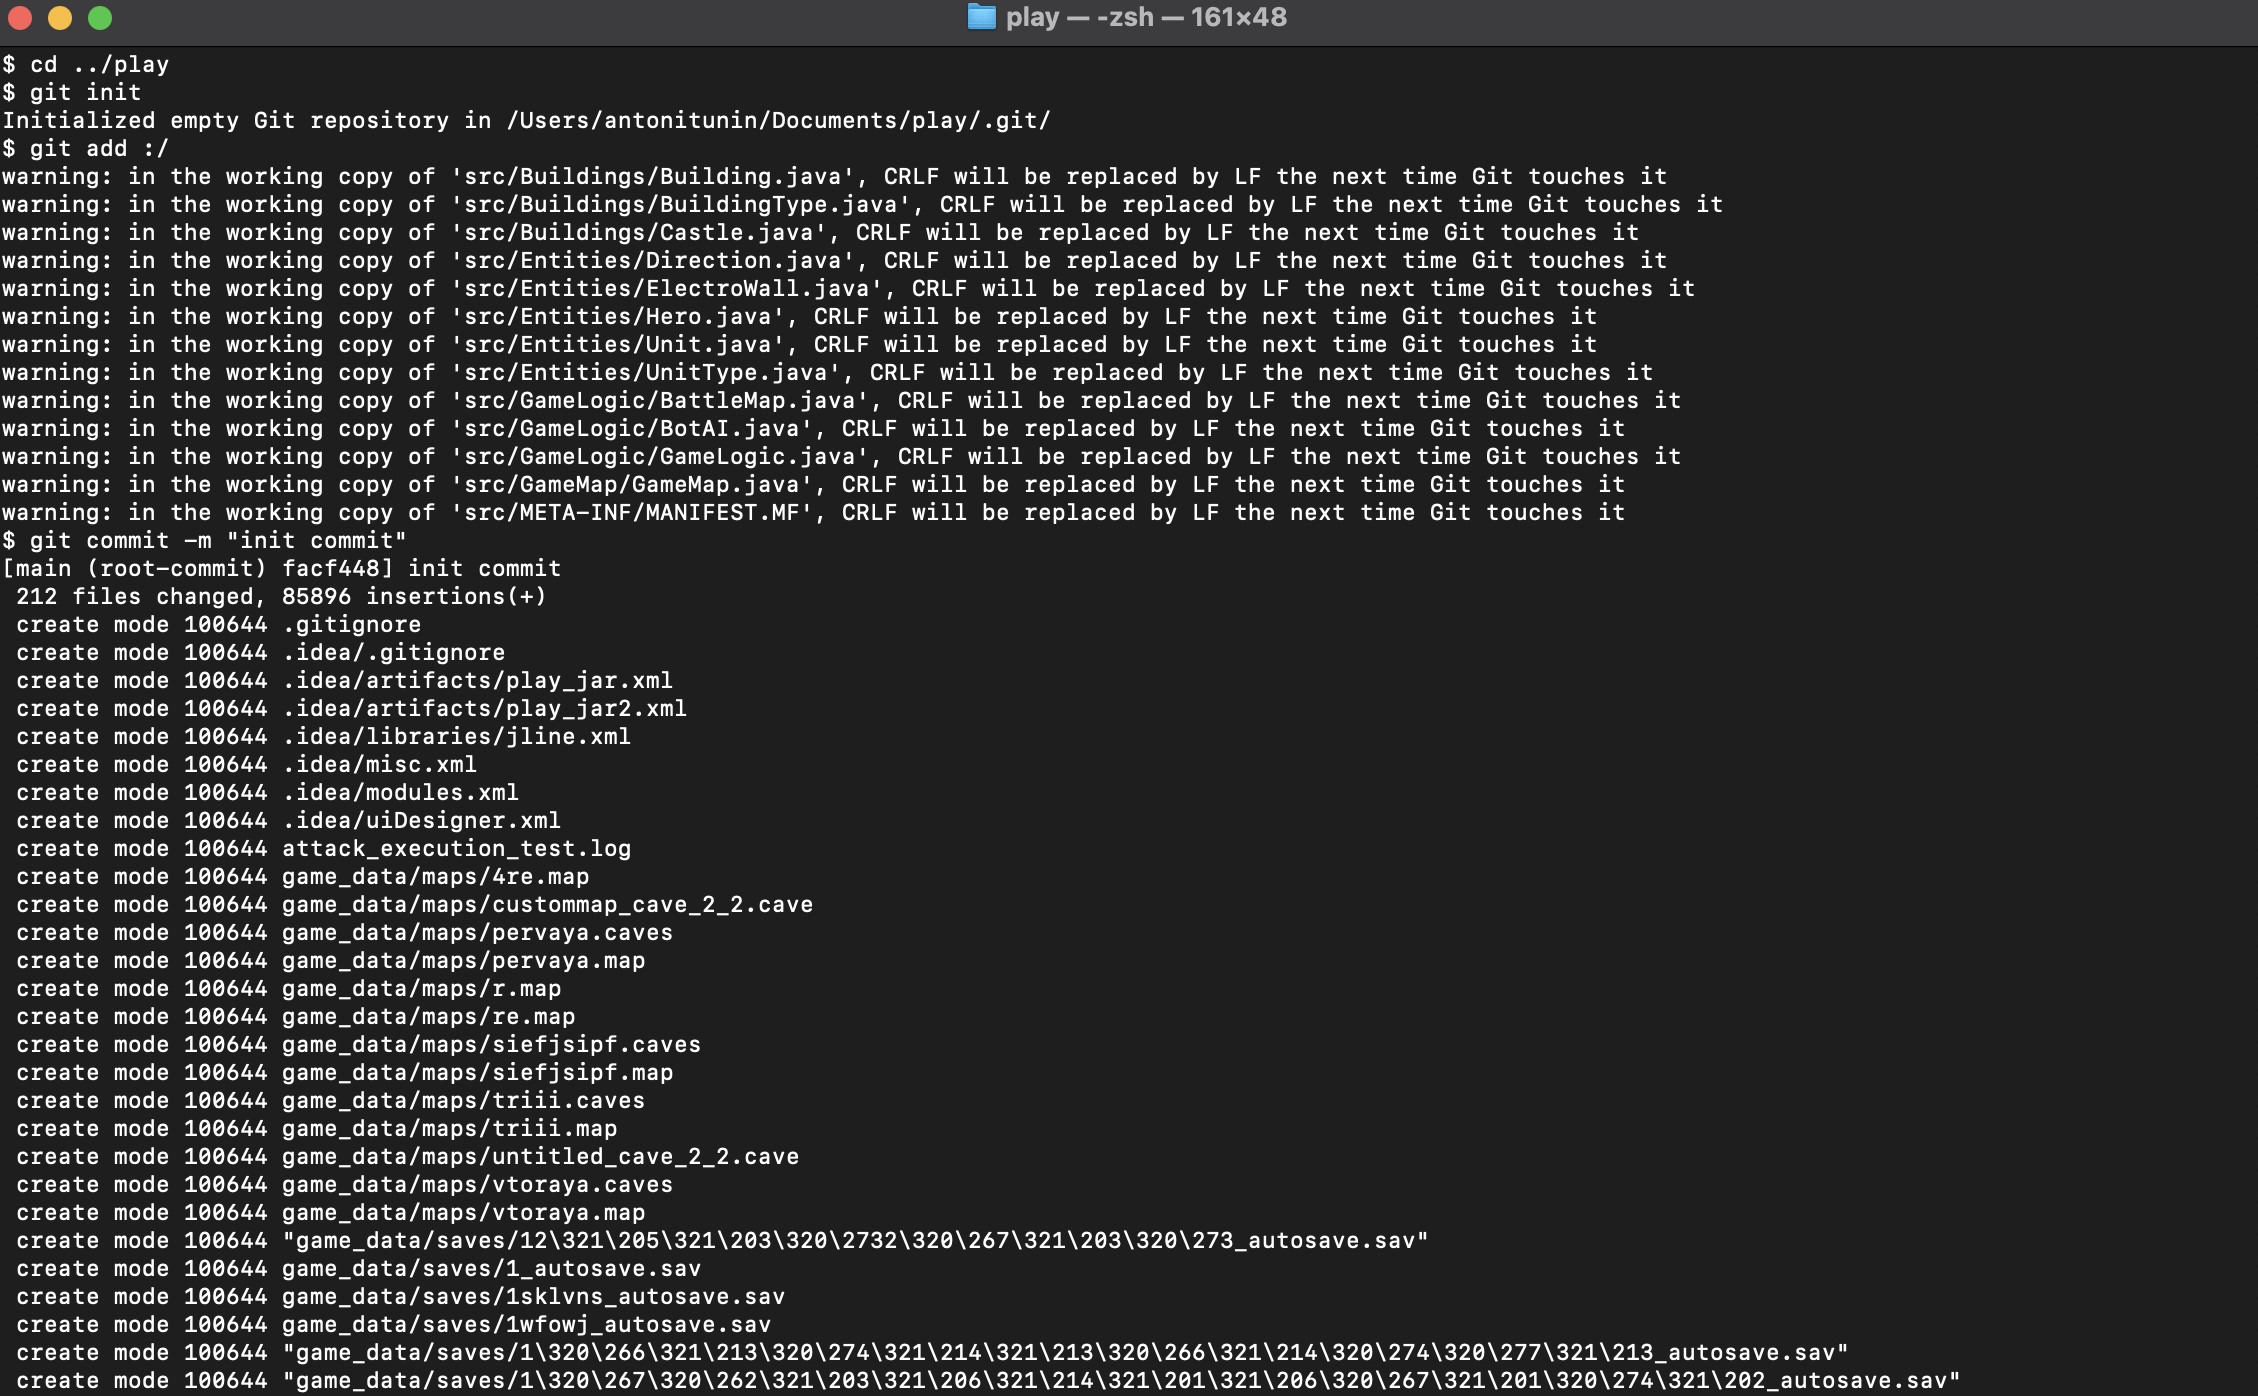 play — -zsh — 161×48
$ cd ../play
$ git init
Initialized empty Git repository in /Users/antonitunin/Documents/play/.git/
$ git add :/
warning: in the working copy of 'src/Buildings/Building.java', CRLF will be replaced by LF the next time Git touches it
warning: in the working copy of 'src/Buildings/BuildingType.java', CRLF will be replaced by LF the next time Git touches it
warning: in the working copy of 'src/Buildings/Castle.java', CRLF will be replaced by LF the next time Git touches it
warning: in the working copy of 'src/Entities/Direction.java', CRLF will be replaced by LF the next time Git touches it
warning: in the working copy of 'src/Entities/ElectroWall.java', CRLF will be replaced by LF the next time Git touches it
warning: in the working copy of 'src/Entities/Hero.java', CRLF will be replaced by LF the next time Git touches it
warning: in the working copy of 'src/Entities/Unit.java', CRLF will be replaced by LF the next time Git touches it
warning: in the working copy of 'src/Entities/UnitType.java', CRLF will be replaced by LF the next time Git touches it
warning: in the working copy of 'src/GameLogic/BattleMap.java', CRLF will be replaced by LF the next time Git touches it
warning: in the working copy of 'src/GameLogic/BotAI.java', CRLF will be replaced by LF the next time Git touches it
warning: in the working copy of 'src/GameLogic/GameLogic.java', CRLF will be replaced by LF the next time Git touches it
warning: in the working copy of 'src/GameMap/GameMap.java', CRLF will be replaced by LF the next time Git touches it
warning: in the working copy of 'src/META-INF/MANIFEST.MF', CRLF will be replaced by LF the next time Git touches it
$ git commit -m "init commit"
[main (root-commit) facf448] init commit
 212 files changed, 85896 insertions(+)
 create mode 100644 .gitignore
 create mode 100644 .idea/.gitignore
 create mode 100644 .idea/artifacts/play_jar.xml
 create mode 100644 .idea/artifacts/play_jar2.xml
 create mode 100644 .idea/libraries/jline.xml
 create mode 100644 .idea/misc.xml
 create mode 100644 .idea/modules.xml
 create mode 100644 .idea/uiDesigner.xml
 create mode 100644 attack_execution_test.log
 create mode 100644 game_data/maps/4re.map
 create mode 100644 game_data/maps/custommap_cave_2_2.cave
 create mode 100644 game_data/maps/pervaya.caves
 create mode 100644 game_data/maps/pervaya.map
 create mode 100644 game_data/maps/r.map
 create mode 100644 game_data/maps/re.map
 create mode 100644 game_data/maps/siefjsipf.caves
 create mode 100644 game_data/maps/siefjsipf.map
 create mode 100644 game_data/maps/triii.caves
 create mode 100644 game_data/maps/triii.map
 create mode 100644 game_data/maps/untitled_cave_2_2.cave
 create mode 100644 game_data/maps/vtoraya.caves
 create mode 100644 game_data/maps/vtoraya.map
 create mode 100644 "game_data/saves/12\321\205\321\203\320\2732\320\267\321\203\320\273_autosave.sav"
 create mode 100644 game_data/saves/1_autosave.sav
 create mode 100644 game_data/saves/1sklvns_autosave.sav
 create mode 100644 game_data/saves/1wfowj_autosave.sav
 create mode 100644 "game_data/saves/1\320\266\321\213\320\274\321\214\321\213\320\266\321\214\320\274\320\277\321\213_autosave.sav"
 create mode 100644 "game_data/saves/1\320\267\320\262\321\203\321\206\321\214\321\201\321\206\320\267\321\201\320\274\321\202_autosave.sav"